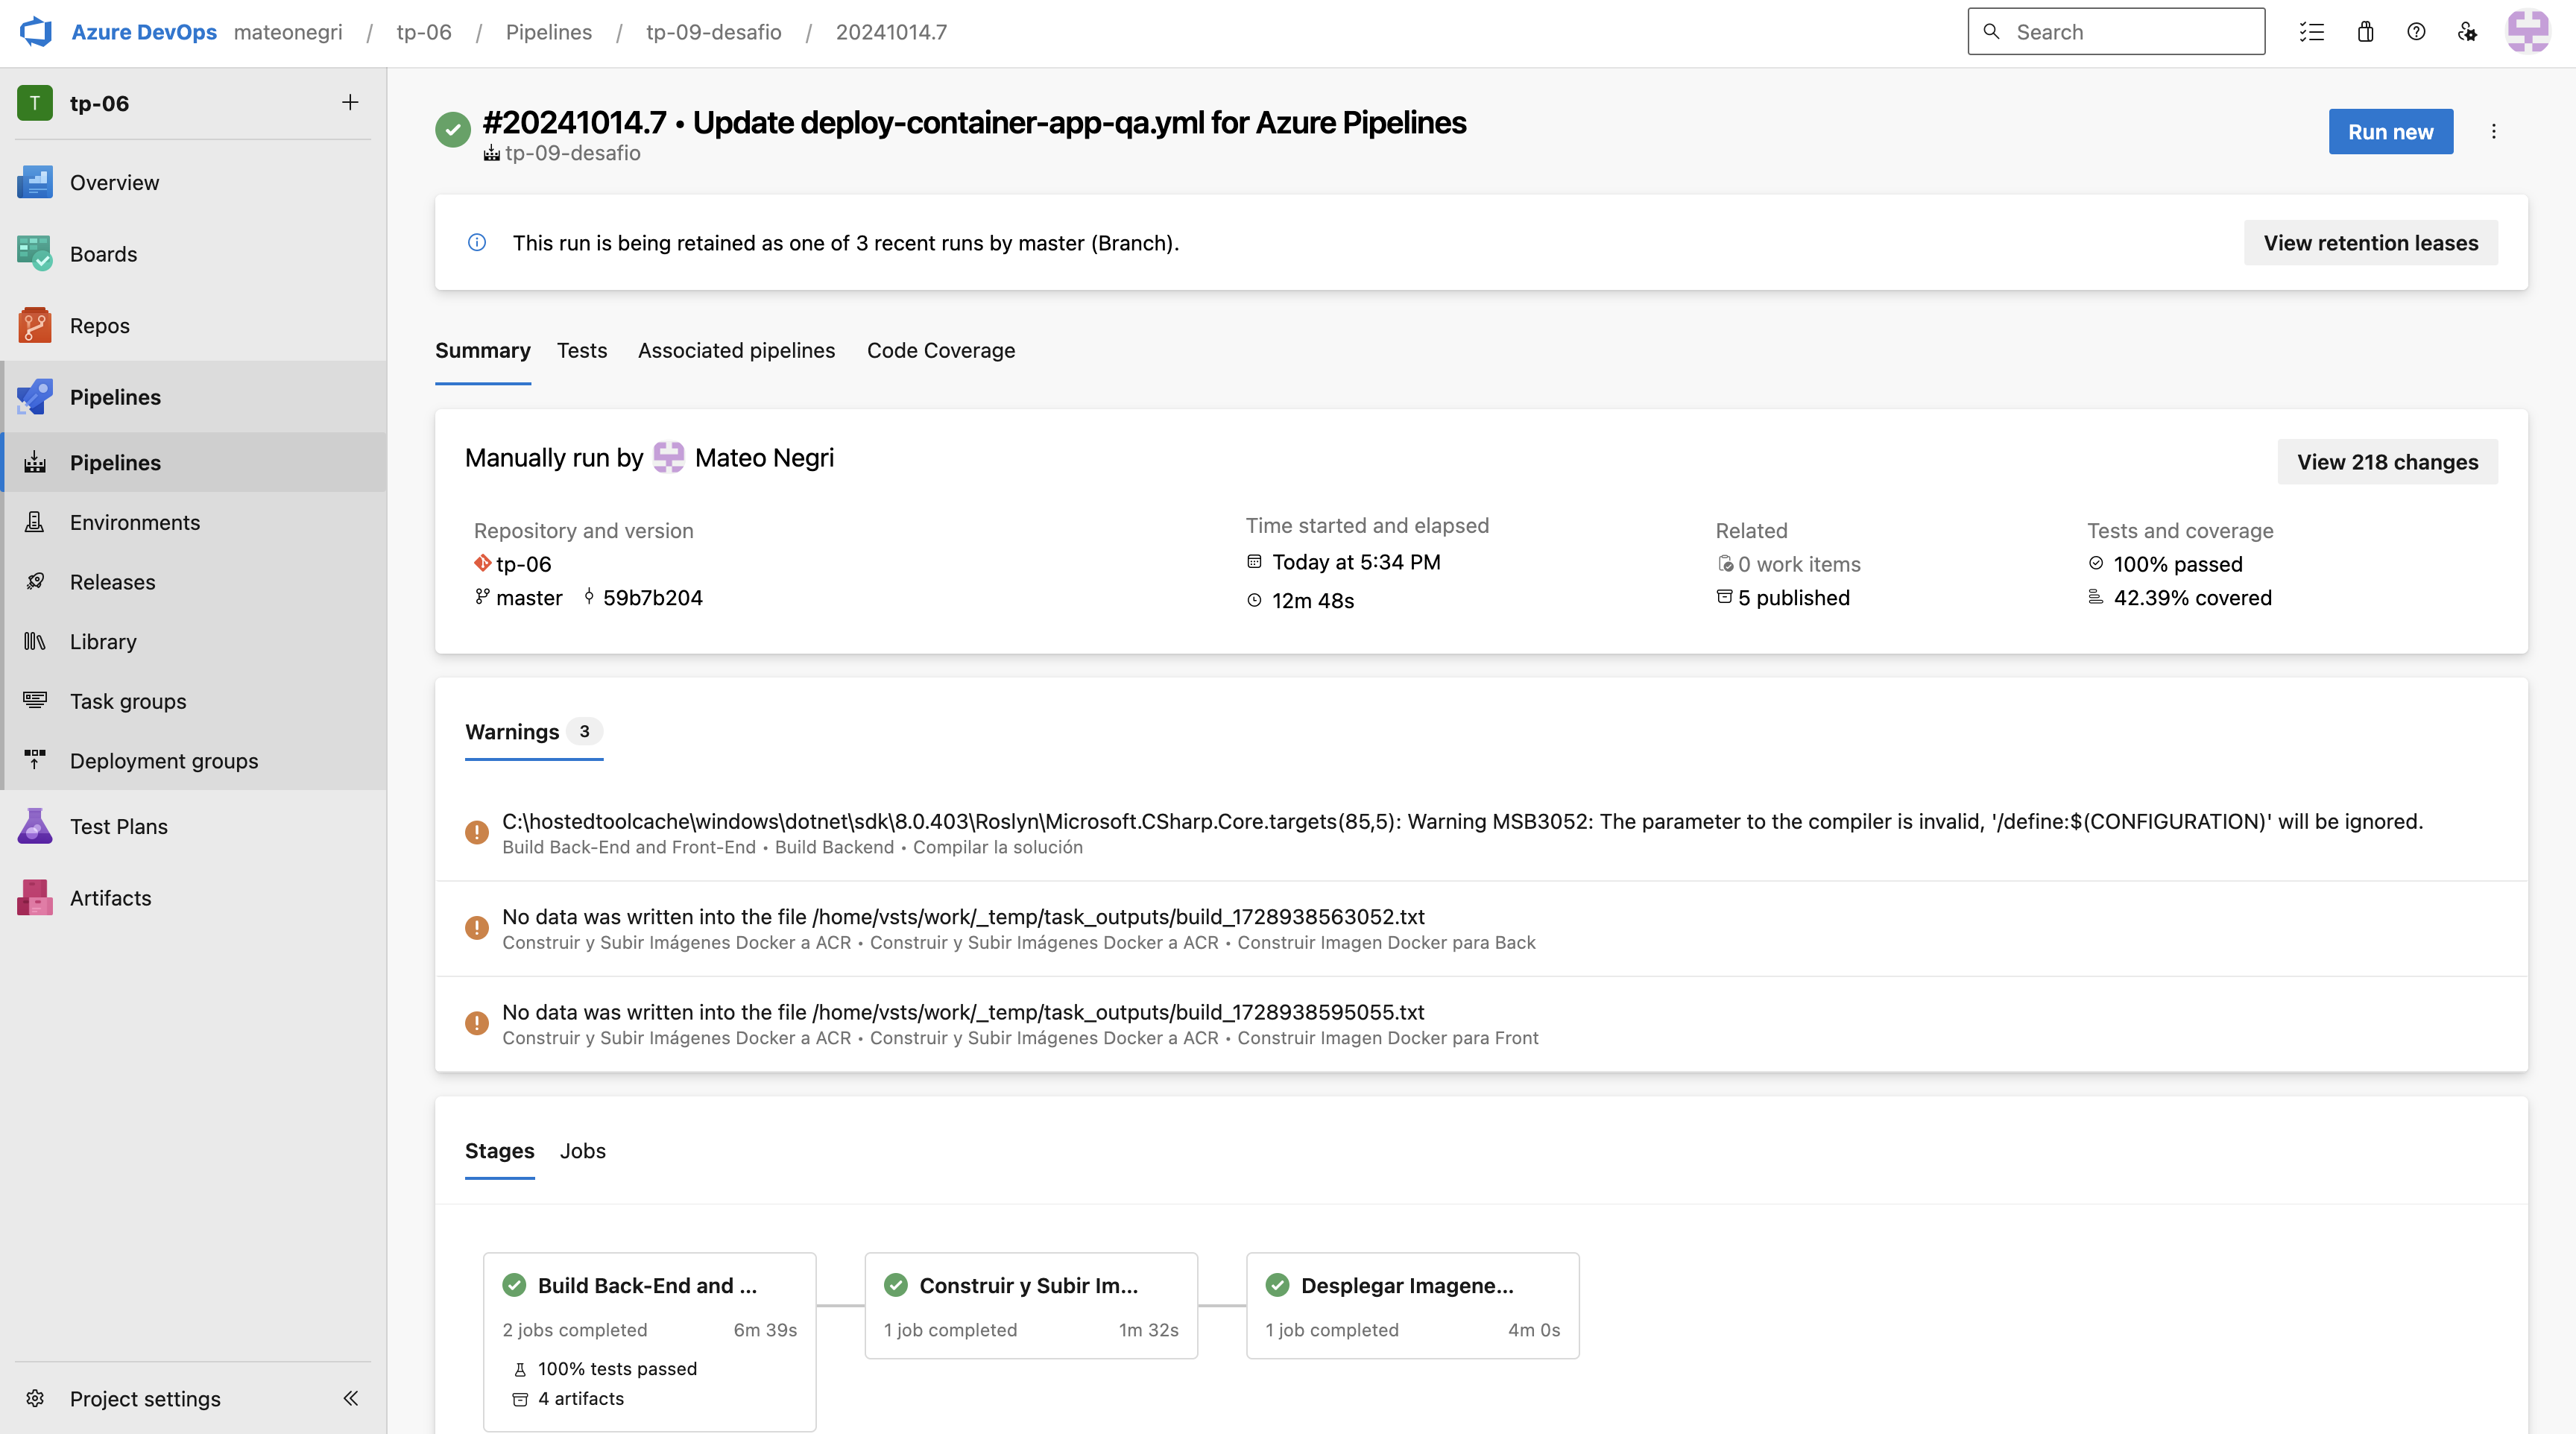 Azure DevOps mateonegri / tp-06 / Pipelines / tp-09-desafio / 20241014.7
Search
T tp-06
Overview
Boards
Repos
Pipelines
Pipelines
Environments
Releases
Library
Task groups
Deployment groups
Test Plans
Artifacts
Project settings
#20241014.7 • Update deploy-container-app-qa.yml for Azure Pipelines
tp-09-desafio
Run new
This run is being retained as one of 3 recent runs by master (Branch).
View retention leases
Summary Tests Associated pipelines Code Coverage
Manually run by Mateo Negri
View 218 changes
Repository and version
tp-06
master 59b7b204
Time started and elapsed
Today at 5:34 PM
12m 48s
Related
0 work items
5 published
Tests and coverage
100% passed
42.39% covered
Warnings 3
C:\hostedtoolcache\windows\dotnet\sdk\8.0.403\Roslyn\Microsoft.CSharp.Core.targets(85,5): Warning MSB3052: The parameter to the compiler is invalid, '/define:$(CONFIGURATION)' will be ignored.
Build Back-End and Front-End • Build Backend • Compilar la solución
No data was written into the file /home/vsts/work/_temp/task_outputs/build_1728938563052.txt
Construir y Subir Imágenes Docker a ACR • Construir y Subir Imágenes Docker a ACR • Construir Imagen Docker para Back
No data was written into the file /home/vsts/work/_temp/task_outputs/build_1728938595055.txt
Construir y Subir Imágenes Docker a ACR • Construir y Subir Imágenes Docker a ACR • Construir Imagen Docker para Front
Stages Jobs
Build Back-End and ...
2 jobs completed 6m 39s
100% tests passed
4 artifacts
Construir y Subir Im...
1 job completed 1m 32s
Desplegar Imagene...
1 job completed 4m 0s